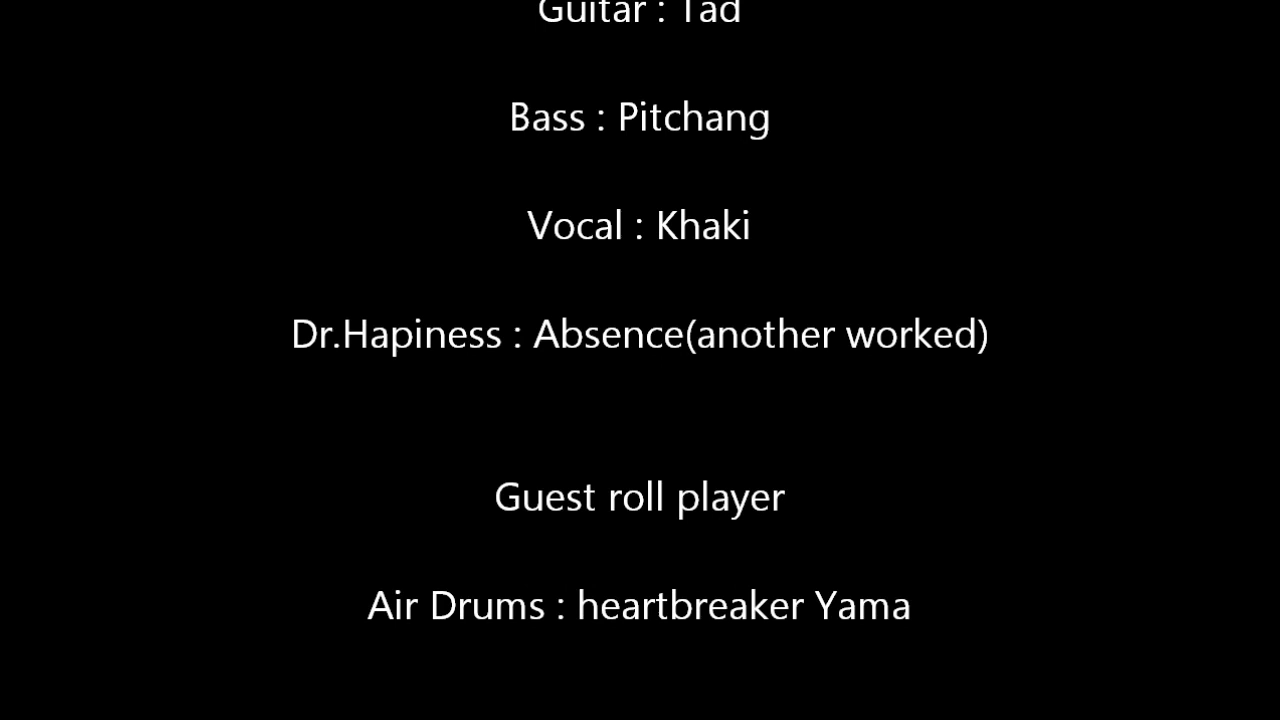 Guitar : Tad
Bass : Pitchang
Vocal : Khaki
Dr.Hapiness : Absence(another worked)
Guest roll player
Air Drums : heartbreaker Yama